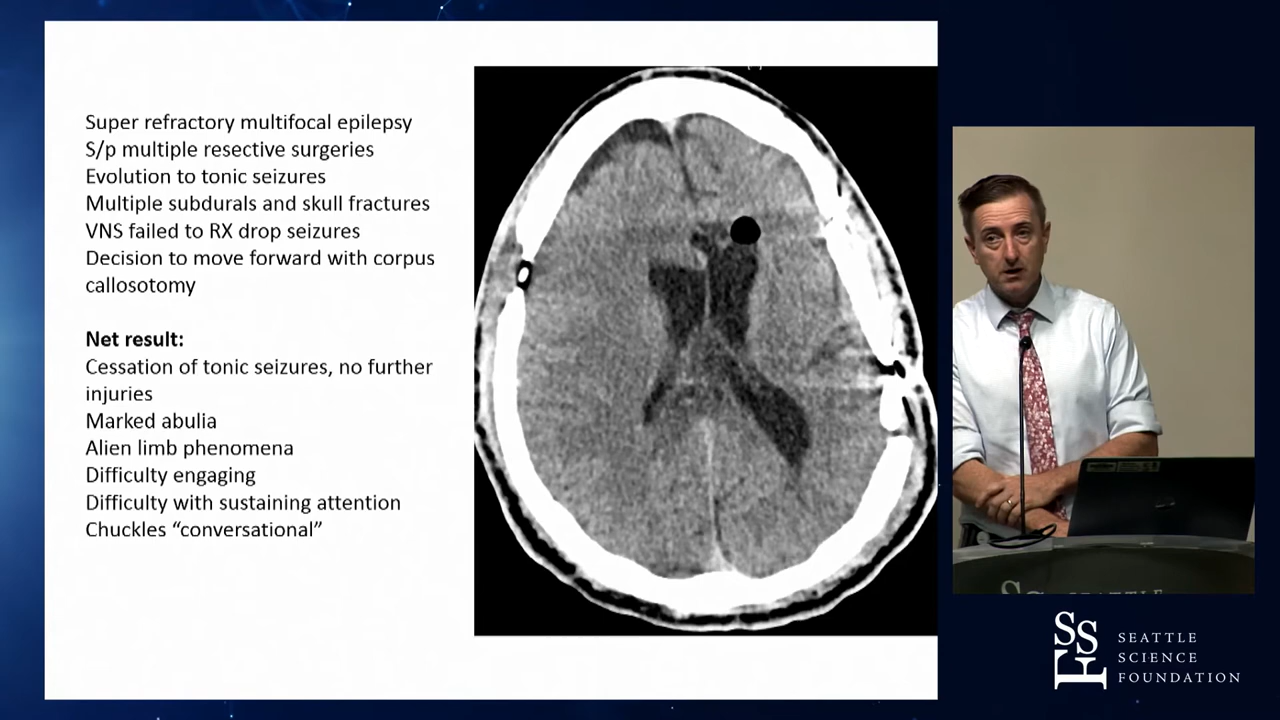 Super refractory multifocal epilepsy
S/p multiple resective surgeries
Evolution to tonic seizures
Multiple subdurals and skull fractures
VNS failed to RX drop seizures
Decision to move forward with corpus
callosotomy
Net result:
Cessation of tonic seizures, no further
injuries
Marked abulia
Alien limb phenomena
Difficulty engaging
Difficulty with sustaining attention
Chuckles “conversational”
SSF
SEATTLE
SCIENCE
FOUNDATION